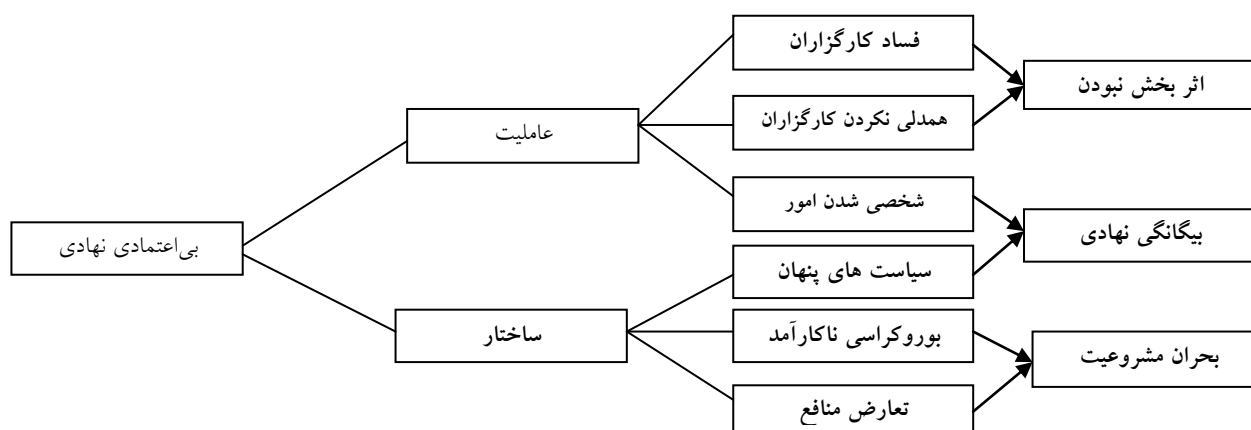 فساد کارگزاران
اثر بخش نبودن
همدلی نکردن کارگزاران
عاملیت
شخصی شدن امور
بیگانگی نهادی
بی‌اعتمادی نهادی
سیاست های پنهان
ساختار
بوروکراسی ناکارآمد
بحران مشروعیت
تعارض منافع